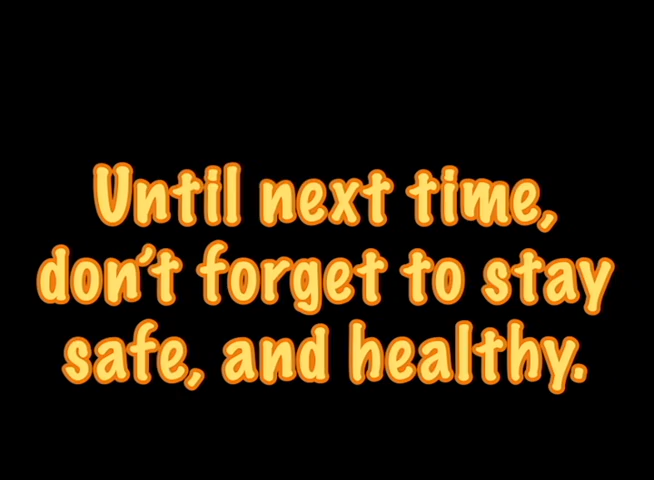 Until next time,
don't forget to stay
safe, and healthy.